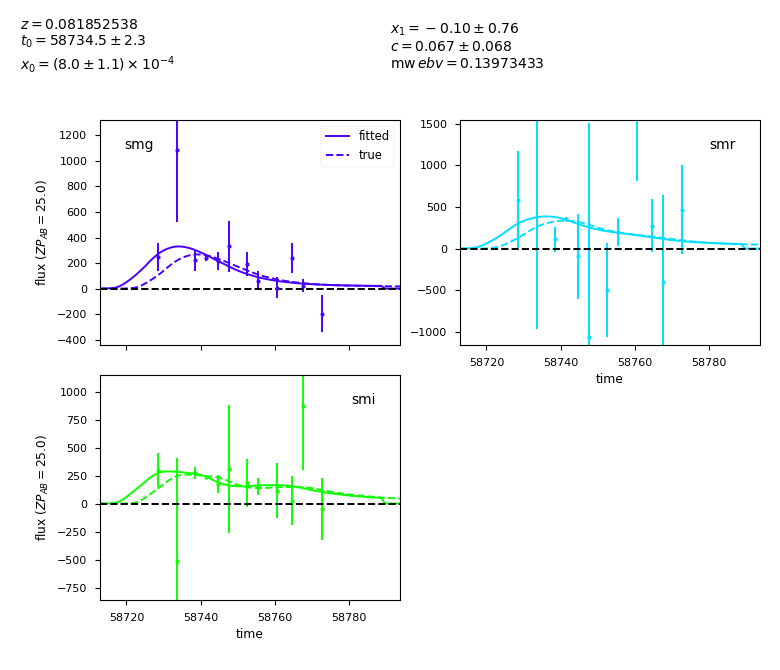 z = 0.081852538
t₀ = 58734.5 ± 2.3
x₀ = (8.0 ± 1.1) × 10⁻⁴
x₁ = −0.10 ± 0.76
c = 0.067 ± 0.068
mw ebv = 0.13973433
smg
fitted
true
1200
1000
800
600
400
200
0
−200
−400
flux (ZP_AB = 25.0)
smr
1500
1000
500
0
−500
−1000
58720 58740 58760 58780
time
smi
1000
750
500
250
0
−250
−500
−750
flux (ZP_AB = 25.0)
58720 58740 58760 58780
time